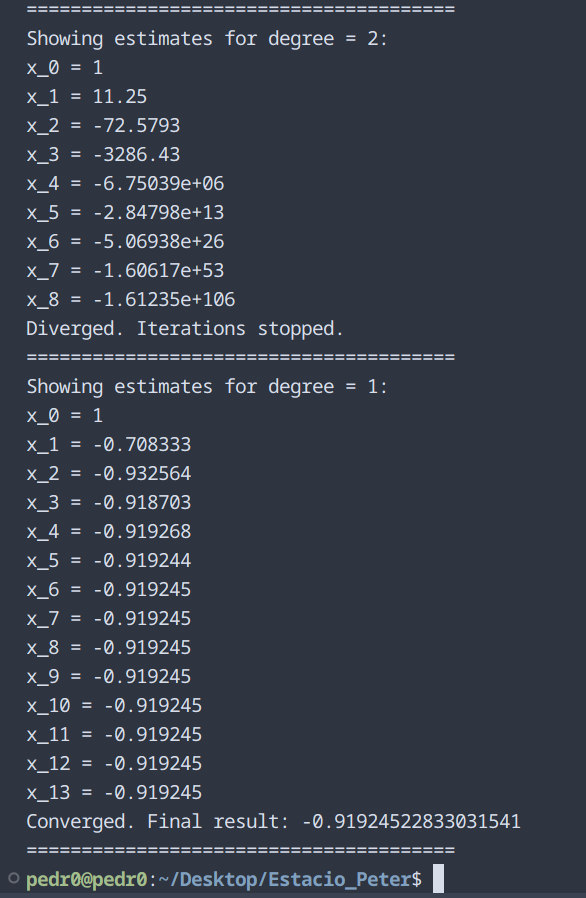 =======================================
Showing estimates for degree = 2:
x_0 = 1
x_1 = 11.25
x_2 = -72.5793
x_3 = -3286.43
x_4 = -6.75039e+06
x_5 = -2.84798e+13
x_6 = -5.06938e+26
x_7 = -1.60617e+53
x_8 = -1.61235e+106
Diverged. Iterations stopped.
=======================================
Showing estimates for degree = 1:
x_0 = 1
x_1 = -0.708333
x_2 = -0.932564
x_3 = -0.918703
x_4 = -0.919268
x_5 = -0.919244
x_6 = -0.919245
x_7 = -0.919245
x_8 = -0.919245
x_9 = -0.919245
x_10 = -0.919245
x_11 = -0.919245
x_12 = -0.919245
x_13 = -0.919245
Converged. Final result: -0.91924522833031541
=======================================
pedr0@pedr0:~/Desktop/Estacio_Peter$